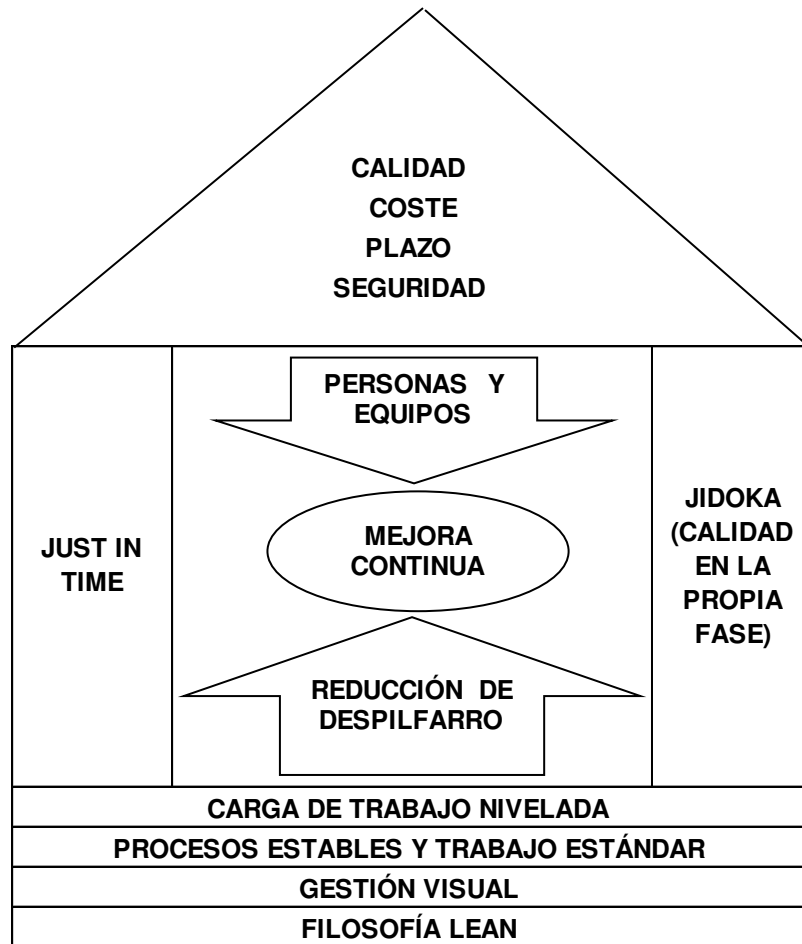 CALIDAD
COSTE
PLAZO
SEGURIDAD
JUST IN
TIME
PERSONAS Y
EQUIPOS
MEJORA
CONTINUA
REDUCCIÓN DE
DESPILFARRO
JIDOKA
(CALIDAD
EN LA
PROPIA
FASE)
CARGA DE TRABAJO NIVELADA
PROCESOS ESTABLES Y TRABAJO ESTÁNDAR
GESTIÓN VISUAL
FILOSOFÍA LEAN